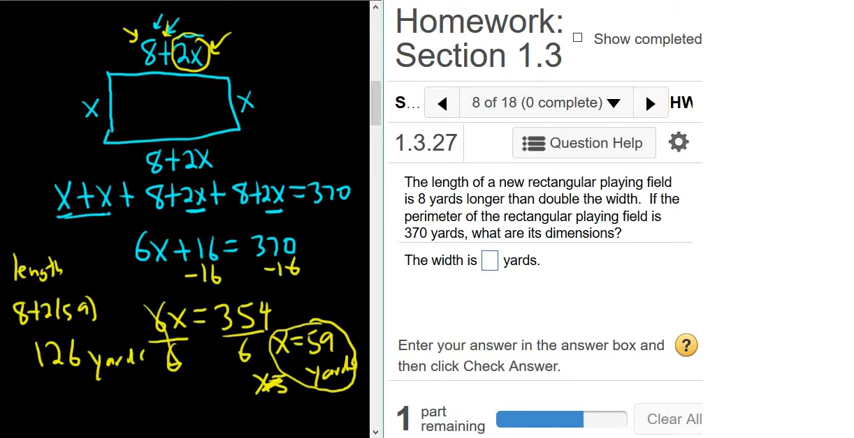 8+2x
x
x
8+2x
x+x + 8+2x + 8+2x = 370
6x + 16 = 370
-16 -16
length
8+2(59)
126 yards
6x = 354
6 6
x = 59
yards
Homework:
Section 1.3
Show completed
S... 8 of 18 (0 complete) HW
1.3.27
Question Help
The length of a new rectangular playing field
is 8 yards longer than double the width. If the
perimeter of the rectangular playing field is
370 yards, what are its dimensions?
The width is yards.
Enter your answer in the answer box and
then click Check Answer.
?
1 part
remaining
Clear All